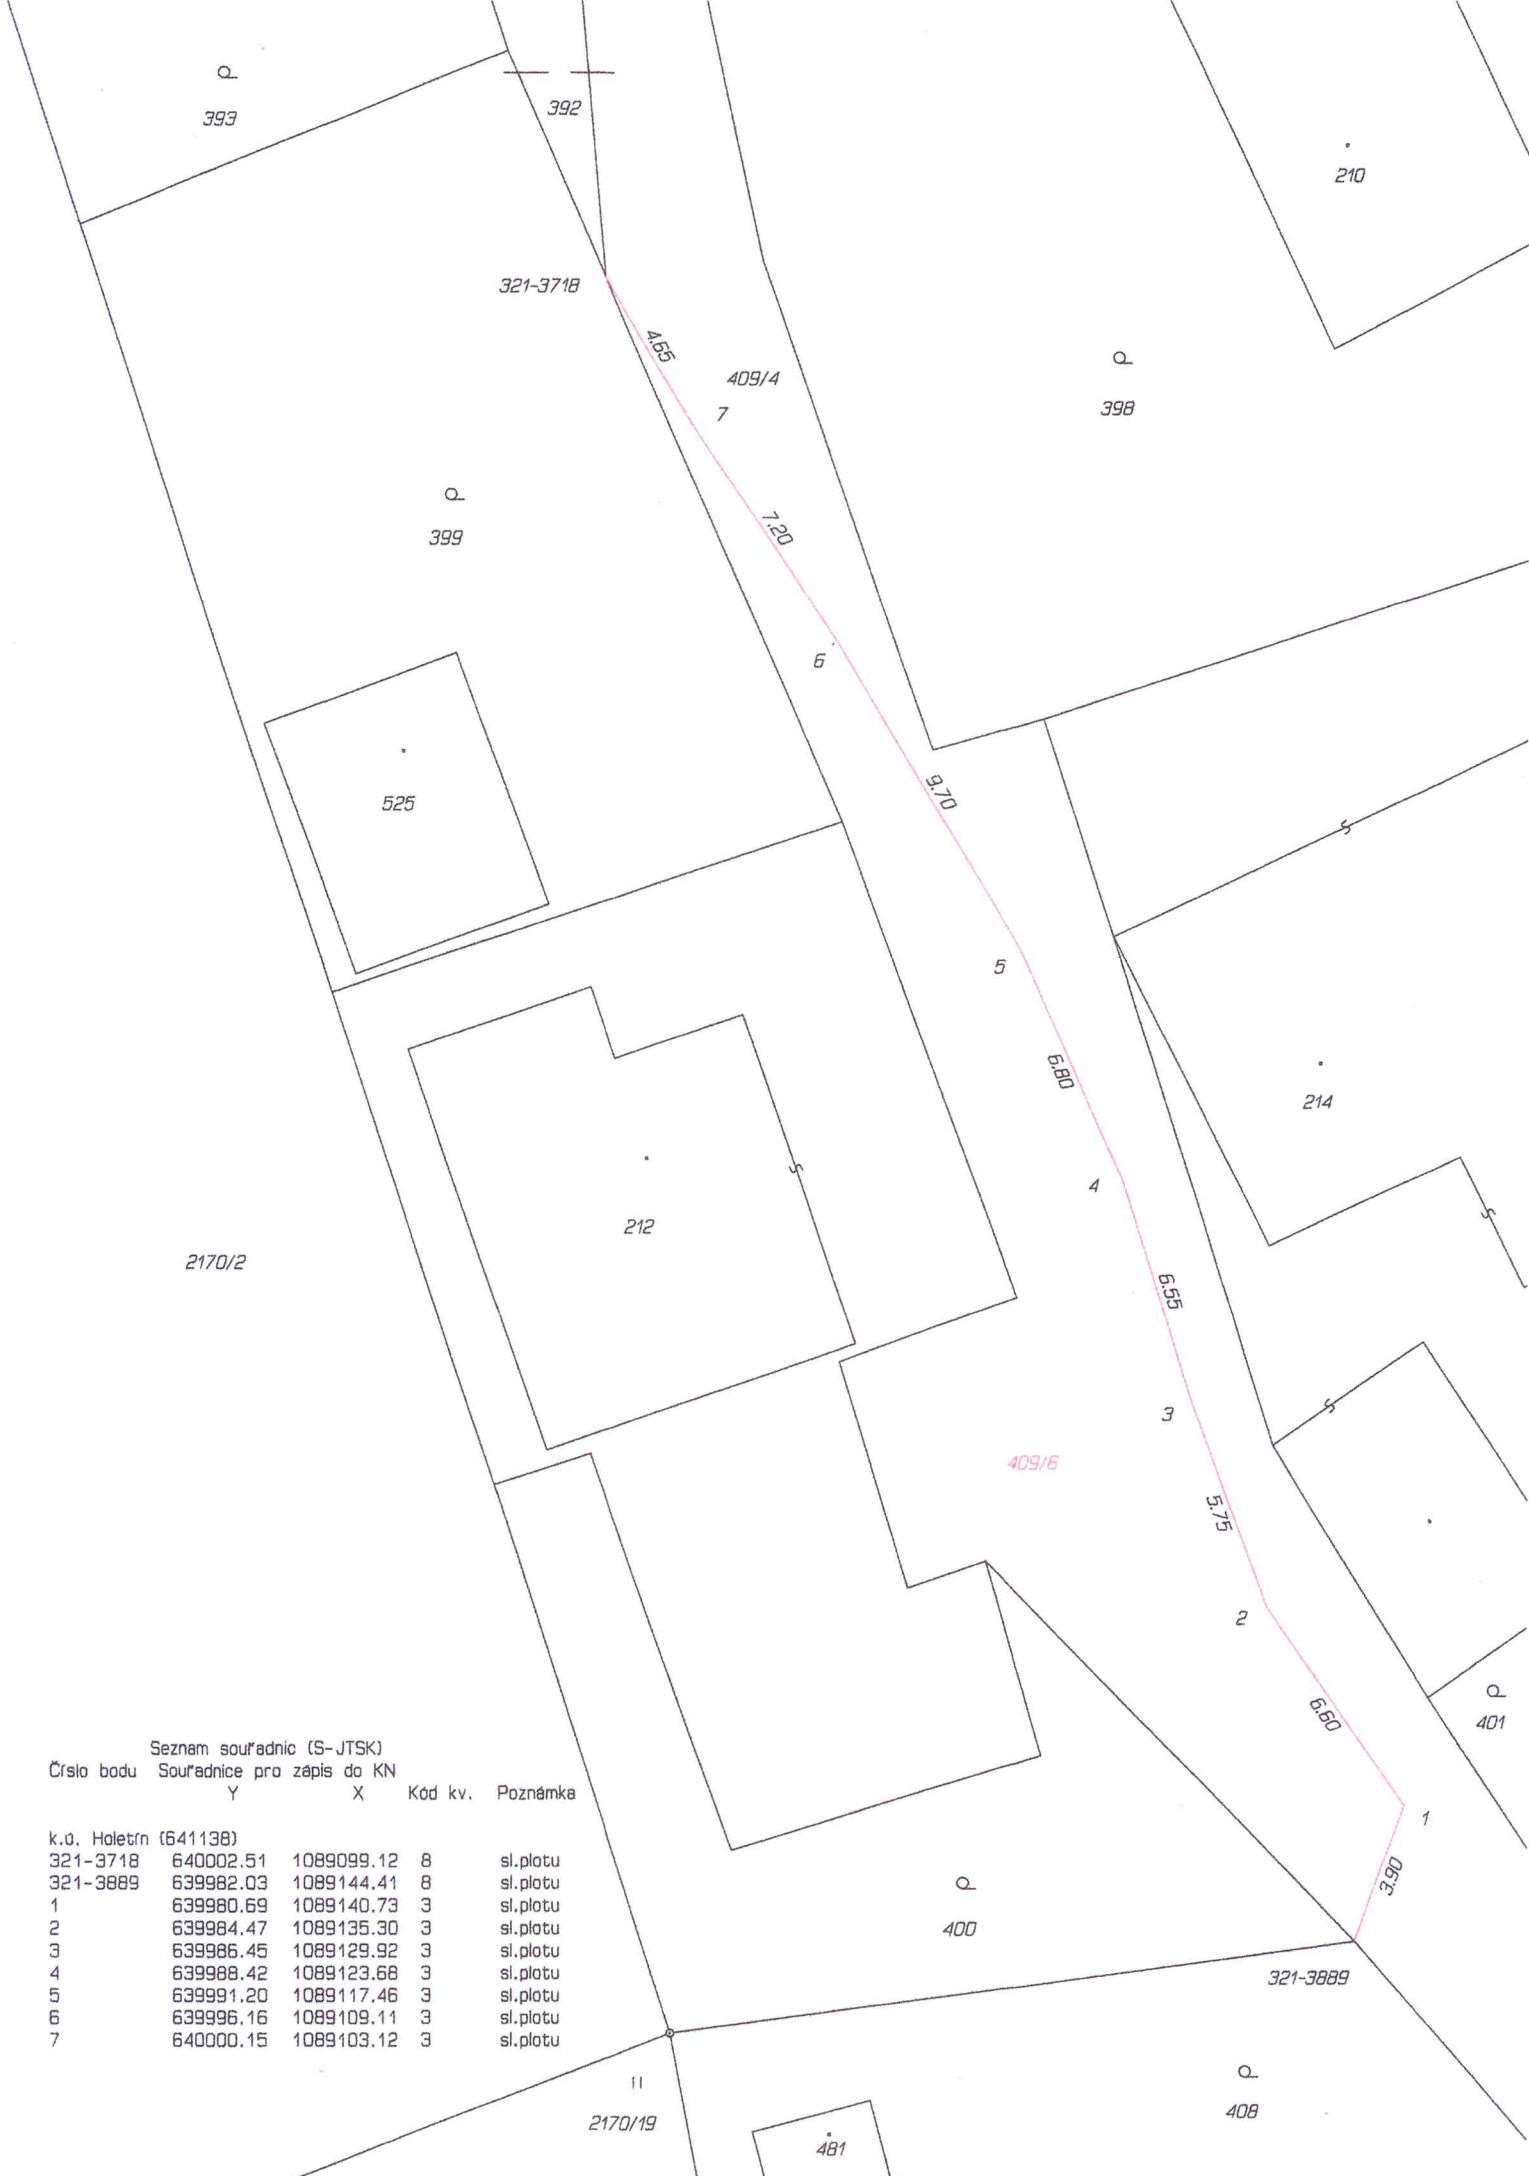 393
392
210
321-3718
4.65
409/4
7
398
399
7.20
6
525
9.70
5
6.80
214
4
212
2170/2
6.55
3
409/6
5.75
2
6.60
401
1
3.90
400
321-3889
408
2170/19
481
Seznam souřadnic (S-JTSK)
Číslo bodu Souřadnice pro zápis do KN
Y X Kód kv. Poznámka
k.ú. Holetín (641138)
321-3718 640002.51 1089099.12 8 sl.plotu
321-3889 639982.03 1089144.41 8 sl.plotu
1 639980.69 1089140.73 3 sl.plotu
2 639984.47 1089135.30 3 sl.plotu
3 639986.45 1089129.92 3 sl.plotu
4 639988.42 1089123.68 3 sl.plotu
5 639991.20 1089117.46 3 sl.plotu
6 639996.16 1089109.11 3 sl.plotu
7 640000.15 1089103.12 3 sl.plotu